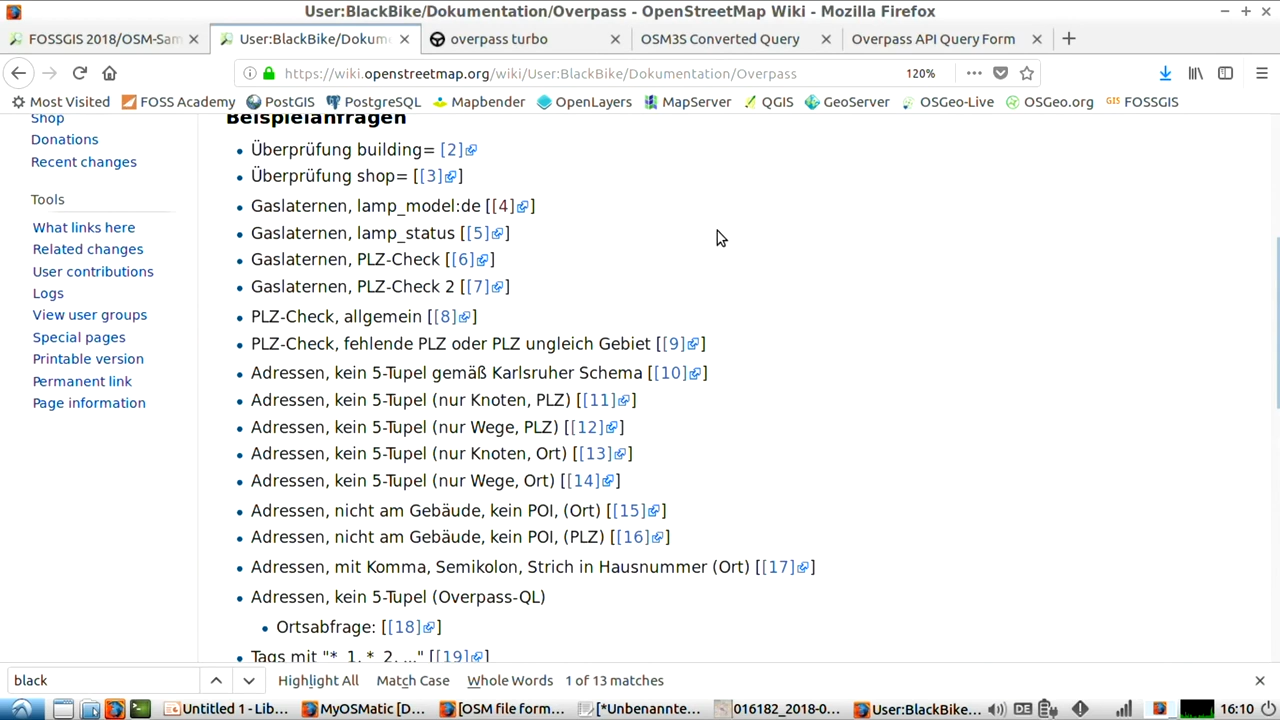 User:BlackBike/Dokumentation/Overpass - OpenStreetMap Wiki - Mozilla Firefox
FOSSGIS 2018/OSM-Sam
User:BlackBike/Dokume
overpass turbo
OSM3S Converted Query
Overpass API Query Form
https://wiki.openstreetmap.org/wiki/User:BlackBike/Dokumentation/Overpass
120%
Most Visited
FOSS Academy
PostGIS
PostgreSQL
Mapbender
OpenLayers
MapServer
QGIS
GeoServer
OSGeo-Live
OSGeo.org
GIS FOSSGIS
Shop
Donations
Recent changes
Tools
What links here
Related changes
User contributions
Logs
View user groups
Special pages
Printable version
Permanent link
Page information
Beispielanfragen
Überprüfung building= [2]
Überprüfung shop= [[3]]
Gaslaternen, lamp_model:de [[4]]
Gaslaternen, lamp_status [[5]]
Gaslaternen, PLZ-Check [[6]]
Gaslaternen, PLZ-Check 2 [[7]]
PLZ-Check, allgemein [[8]]
PLZ-Check, fehlende PLZ oder PLZ ungleich Gebiet [[9]]
Adressen, kein 5-Tupel gemäß Karlsruher Schema [[10]]
Adressen, kein 5-Tupel (nur Knoten, PLZ) [[11]]
Adressen, kein 5-Tupel (nur Wege, PLZ) [[12]]
Adressen, kein 5-Tupel (nur Knoten, Ort) [[13]]
Adressen, kein 5-Tupel (nur Wege, Ort) [[14]]
Adressen, nicht am Gebäude, kein POI, (Ort) [[15]]
Adressen, nicht am Gebäude, kein POI, (PLZ) [[16]]
Adressen, mit Komma, Semikolon, Strich in Hausnummer (Ort) [[17]]
Adressen, kein 5-Tupel (Overpass-QL)
Ortsabfrage: [[18]]
Tags mit "*_1, *_2, ..." [[19]]
black
Highlight All
Match Case
Whole Words
1 of 13 matches
Untitled 1 - Lib...
MyOSMatic [D...
[OSM file form...
[*Unbenannte...
016182_2018-0...
User:BlackBike...
DE
16:10